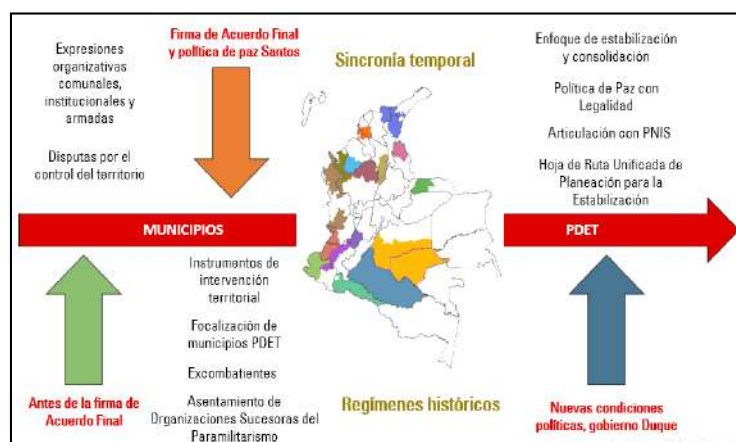 Expresiones
organizativas
comunales,
institucionales y
armadas
Disputas por el
control del territorio
Firma de Acuerdo Final
y política de paz Santos
Sincronía temporal
Enfoque de estabilización
y consolidación
Política de Paz con
Legalidad
Articulación con PNIS
Hoja de Ruta Unificada de
Planeación para la
Estabilización
MUNICIPIOS
PDET
Instrumentos de
intervención
territorial
Focalización de
municipios PDET
Excombatientes
Asentamiento de
Organizaciones Sucesoras del
Paramilitarismo
Antes de la firma de
Acuerdo Final
Regímenes históricos
Nuevas condiciones
políticas, gobierno Duque